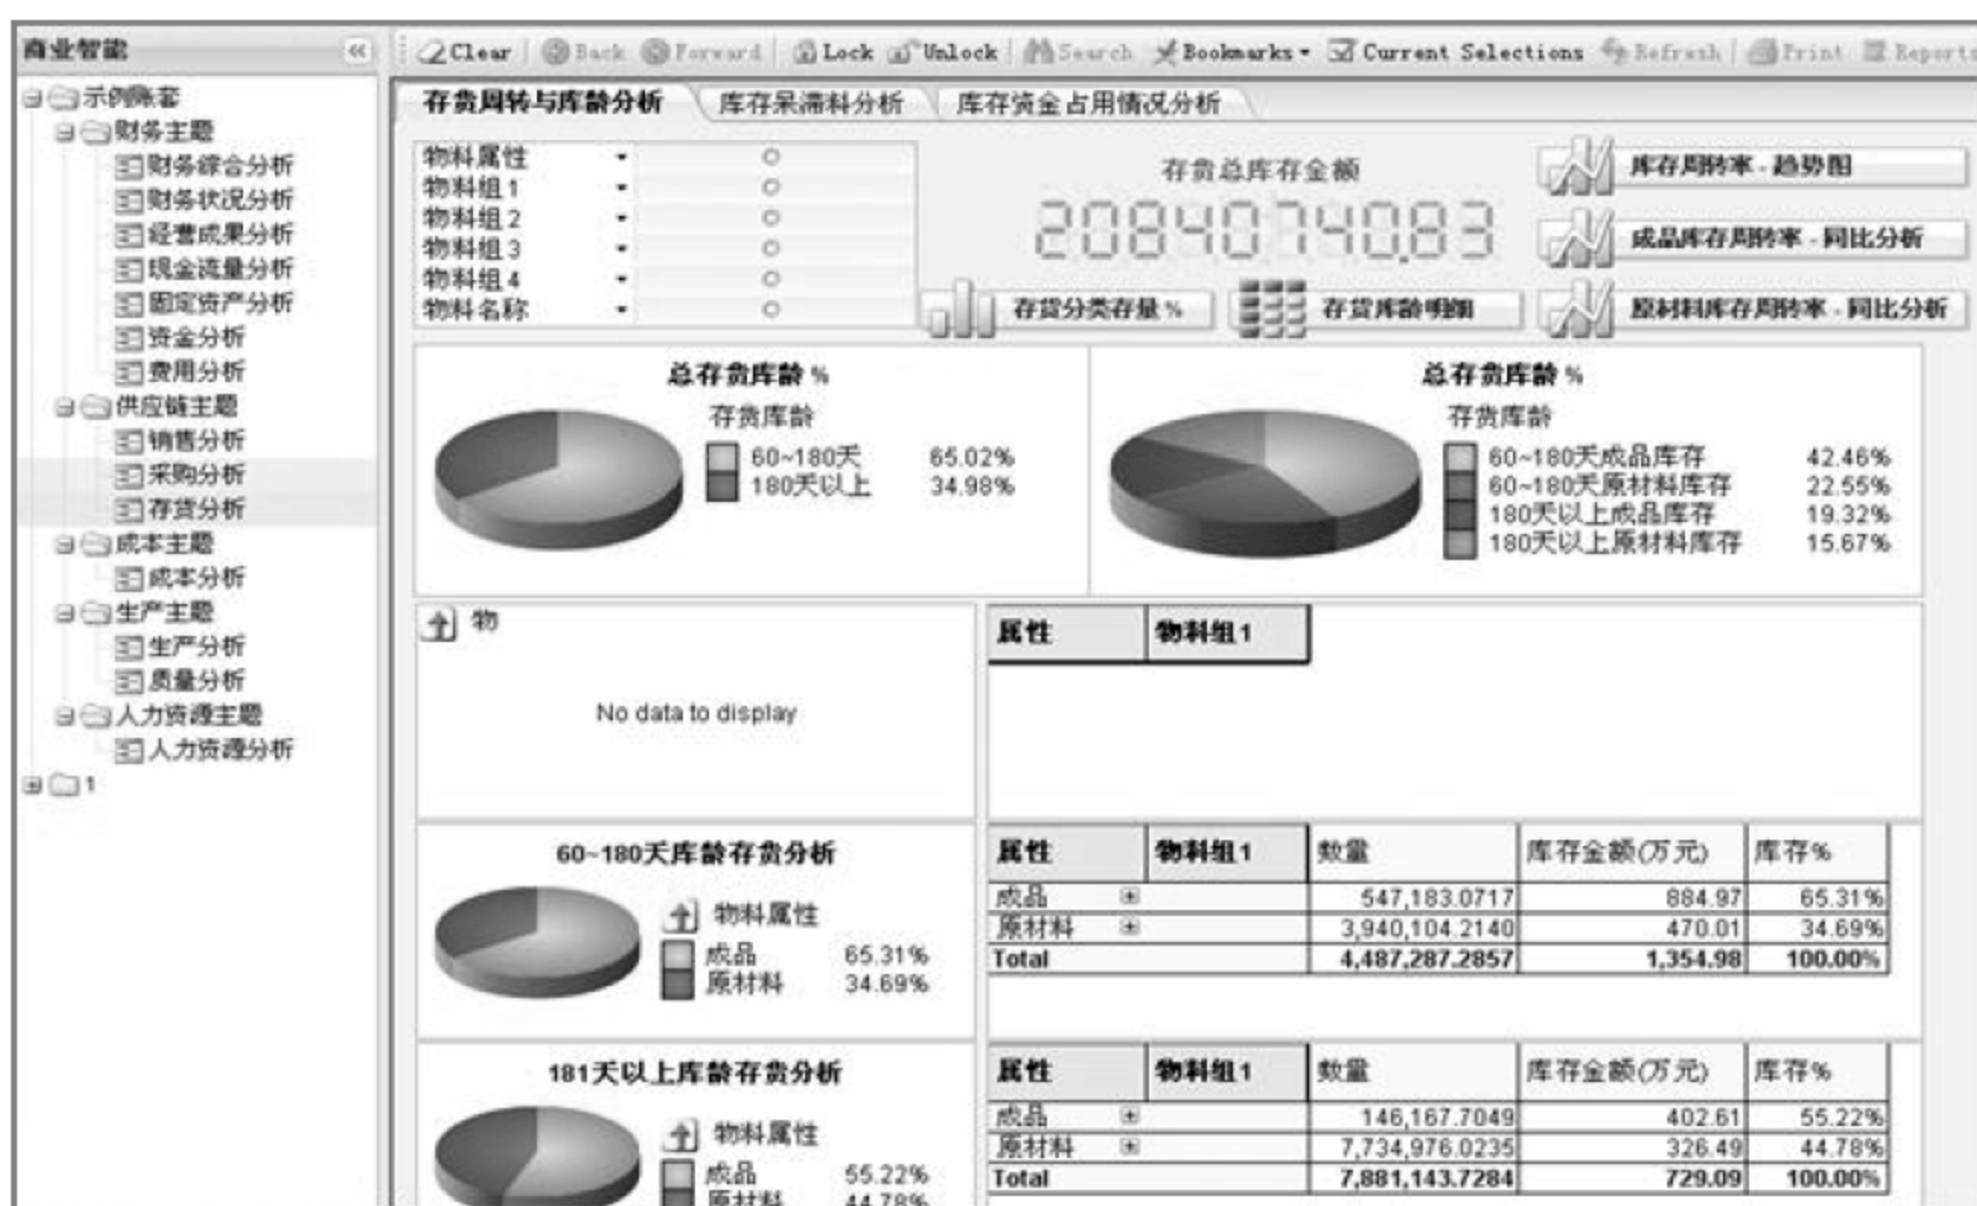 商业智能 «
示例账套
财务主题
财务综合分析
财务状况分析
经营成果分析
现金流量分析
固定资产分析
资金分析
费用分析
供应链主题
销售分析
采购分析
存货分析
成本主题
成本分析
生产主题
生产分析
质量分析
人力资源主题
人力资源分析
1
Clear Back Forward Lock Unlock Search Bookmarks Current Selections Refresh Print Reports
存货周转与库龄分析 库存呆滞料分析 库存资金占用情况分析
物料属性
物料组1
物料组2
物料组3
物料组4
物料名称
存货总库存金额
20840740.83
库存周转率 - 趋势图
成品库存周转率 - 同比分析
存货分类存量 % 存货库龄明细 原材料库存周转率 - 同比分析
总存货库龄 %
存货库龄
60~180天 65.02%
180天以上 34.98%
总存货库龄 %
存货库龄
60~180天成品库存 42.46%
60~180天原材料库存 22.55%
180天以上成品库存 19.32%
180天以上原材料库存 15.67%
物
No data to display
属性 物料组1
60~180天库龄存货分析
物料属性
成品 65.31%
原材料 34.69%
属性 物料组1 数量 库存金额(万元) 库存%
成品 547,183.0717 884.97 65.31%
原材料 3,940,104.2140 470.01 34.69%
Total 4,487,287.2857 1,354.98 100.00%
181天以上库龄存货分析
物料属性
成品 55.22%
原材料 44.78%
属性 物料组1 数量 库存金额(万元) 库存%
成品 146,167.7049 402.61 55.22%
原材料 7,734,976.0235 326.49 44.78%
Total 7,881,143.7284 729.09 100.00%